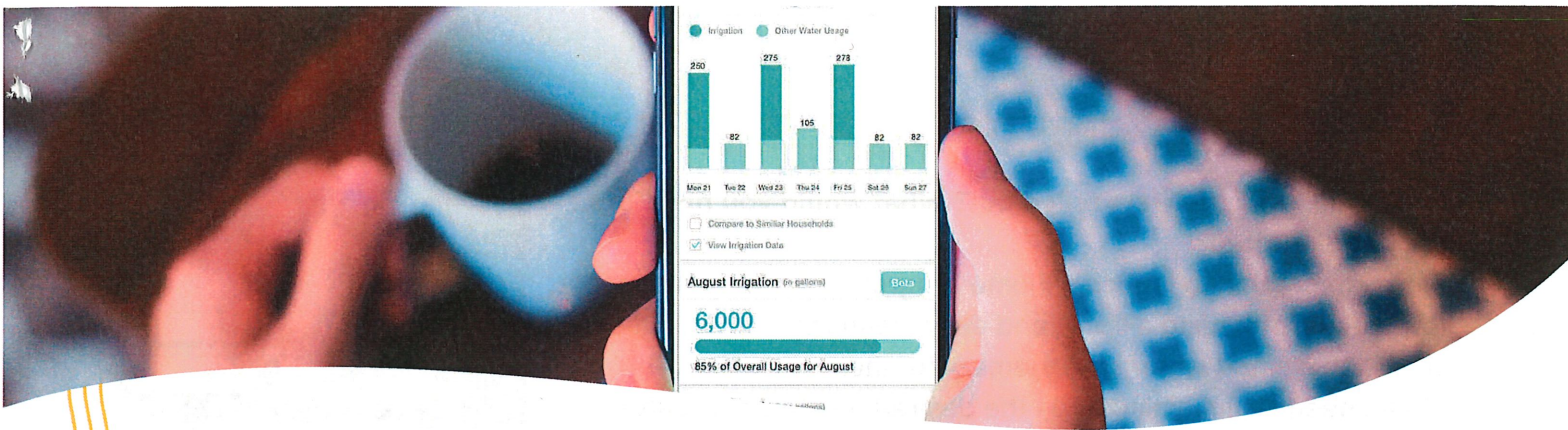 Irrigation Other Water Usage
250 275 278
82 105 82 82
Mon 21 Tue 22 Wed 23 Thu 24 Fri 25 Sat 26 Sun 27
Compare to Similiar Households
View Irrigation Data
August Irrigation (in gallons) Beta
6,000
85% of Overall Usage for August
gallons)